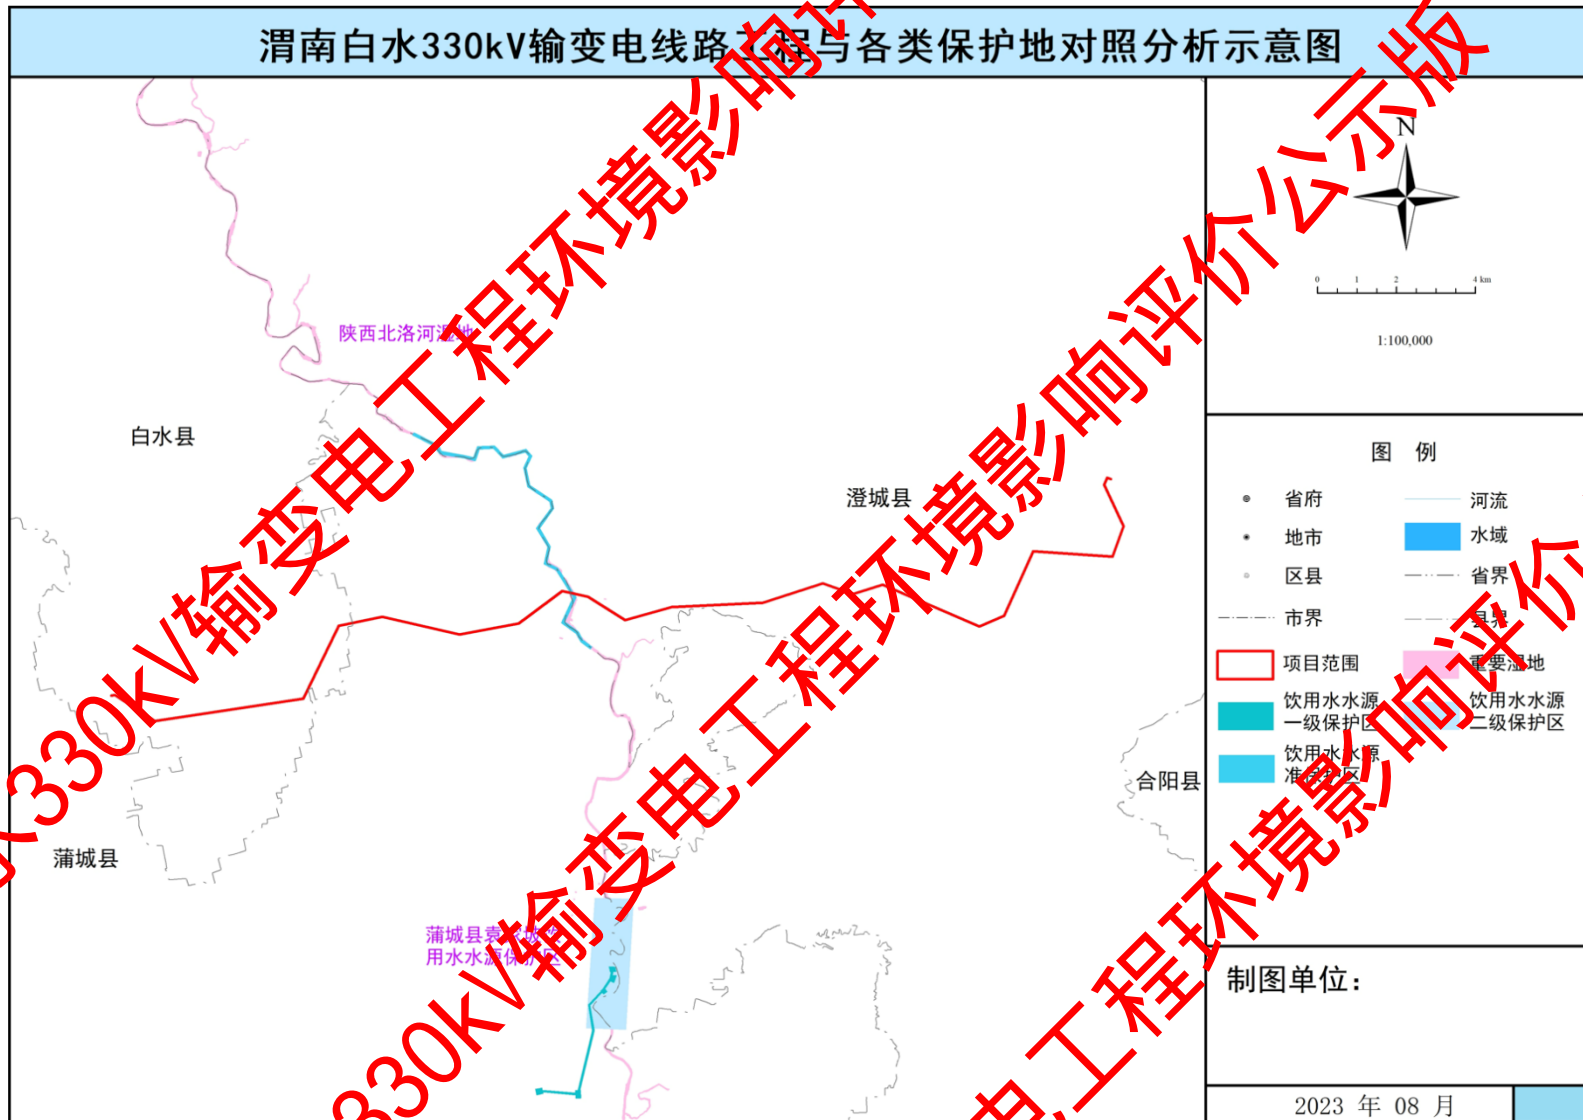 渭南白水330kV输变电线路工程与各类保护地对照分析示意图
N
0 1 2 4 km
1:100,000
陕西北洛河湿地
白水县
澄城县
合阳县
蒲城县
用水水源保护区
图 例
省府
河流
地市
水域
区县
省界
市界
县界
项目范围
重要湿地
饮用水水源
一级保护区
饮用水水源
二级保护区
饮用水水源
准保护区
制图单位：
2023 年 08 月
330kV输变电工程环境影响评
330kV输变电工程环境影响评价公示版
电工程环境影响评价